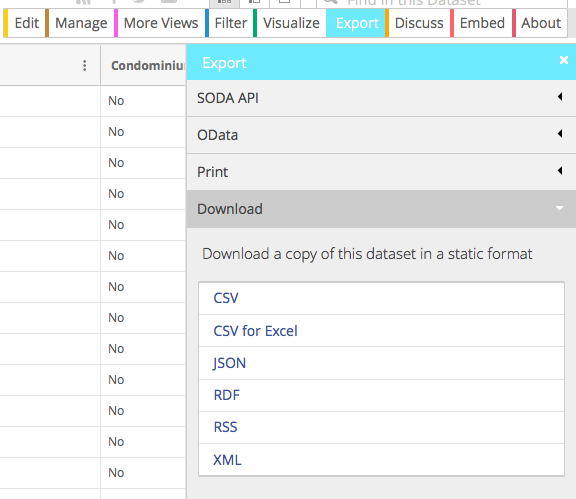 Find in this Dataset
Edit Manage More Views Filter Visualize Export Discuss Embed About
Condominiu
No
No
No
No
No
No
No
No
No
No
No
No
No
Export
SODA API
OData
Print
Download
Download a copy of this dataset in a static format
CSV
CSV for Excel
JSON
RDF
RSS
XML